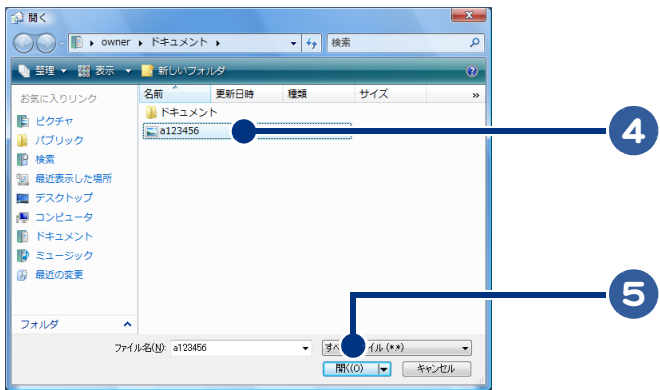 開く
owner ドキュメント
検索
整理 表示 新しいフォルダ
お気に入りリンク
ピクチャ
パブリック
検索
最近表示した場所
デスクトップ
コンピュータ
ドキュメント
ミュージック
最近の変更
フォルダ
名前 更新日時 種類 サイズ »
ドキュメント
a123456
4
5
ファイル名(N): a123456
すべ イル (*.*)
開く(O) キャンセル